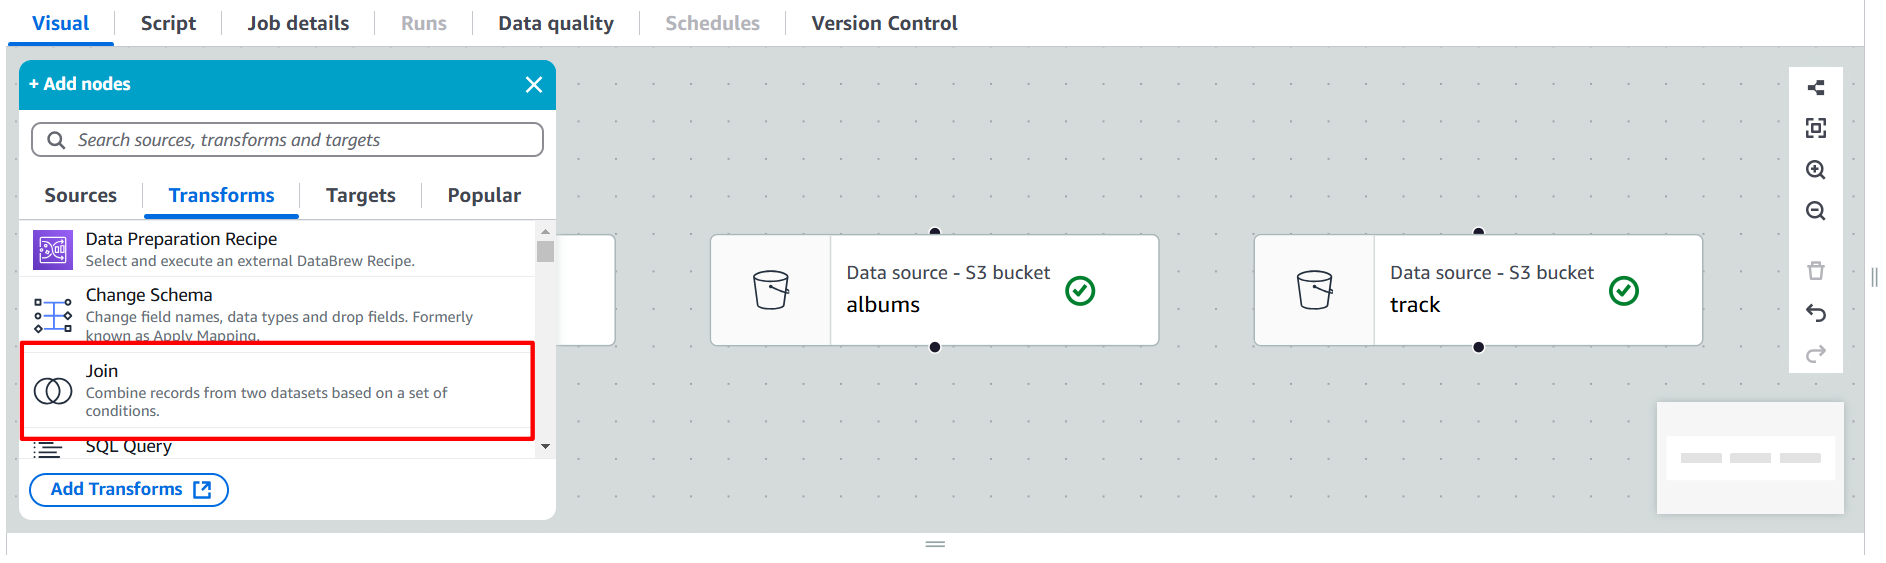 Visual Script Job details Runs Data quality Schedules Version Control
+ Add nodes
Search sources, transforms and targets
Sources Transforms Targets Popular
Data Preparation Recipe
Select and execute an external DataBrew Recipe.
Change Schema
Change field names, data types and drop fields. Formerly
known as Apply Mapping.
Join
Combine records from two datasets based on a set of
conditions.
SQL Query
Add Transforms
Data source - S3 bucket
albums
Data source - S3 bucket
track